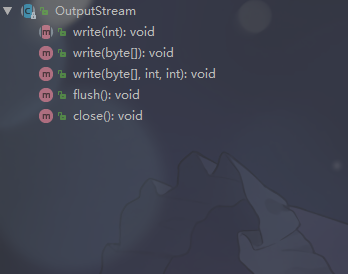 OutputStream
write(int): void
write(byte[]): void
write(byte[], int, int): void
flush(): void
close(): void